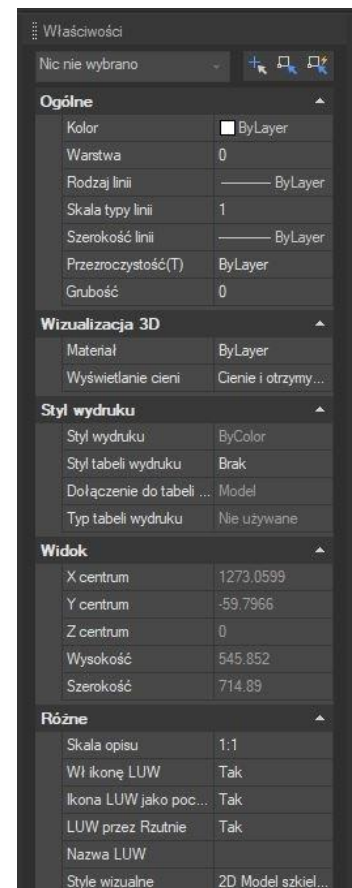 Właściwości
Nic nie wybrano
Ogólne
Kolor ByLayer
Warstwa 0
Rodzaj linii ByLayer
Skala typy linii 1
Szerokość linii ByLayer
Przezroczystość(T) ByLayer
Grubość 0
Wizualizacja 3D
Materiał ByLayer
Wyświetlanie cieni Cienie i otrzymy...
Styl wydruku
Styl wydruku ByColor
Styl tabeli wydruku Brak
Dołączenie do tabeli ... Model
Typ tabeli wydruku Nie używane
Widok
X centrum 1273.0599
Y centrum -59.7966
Z centrum 0
Wysokość 545.852
Szerokość 714.89
Różne
Skala opisu 1:1
Wł ikonę LUW Tak
Ikona LUW jako poc... Tak
LUW przez Rzutnie Tak
Nazwa LUW
Style wizualne 2D Model szkiel...